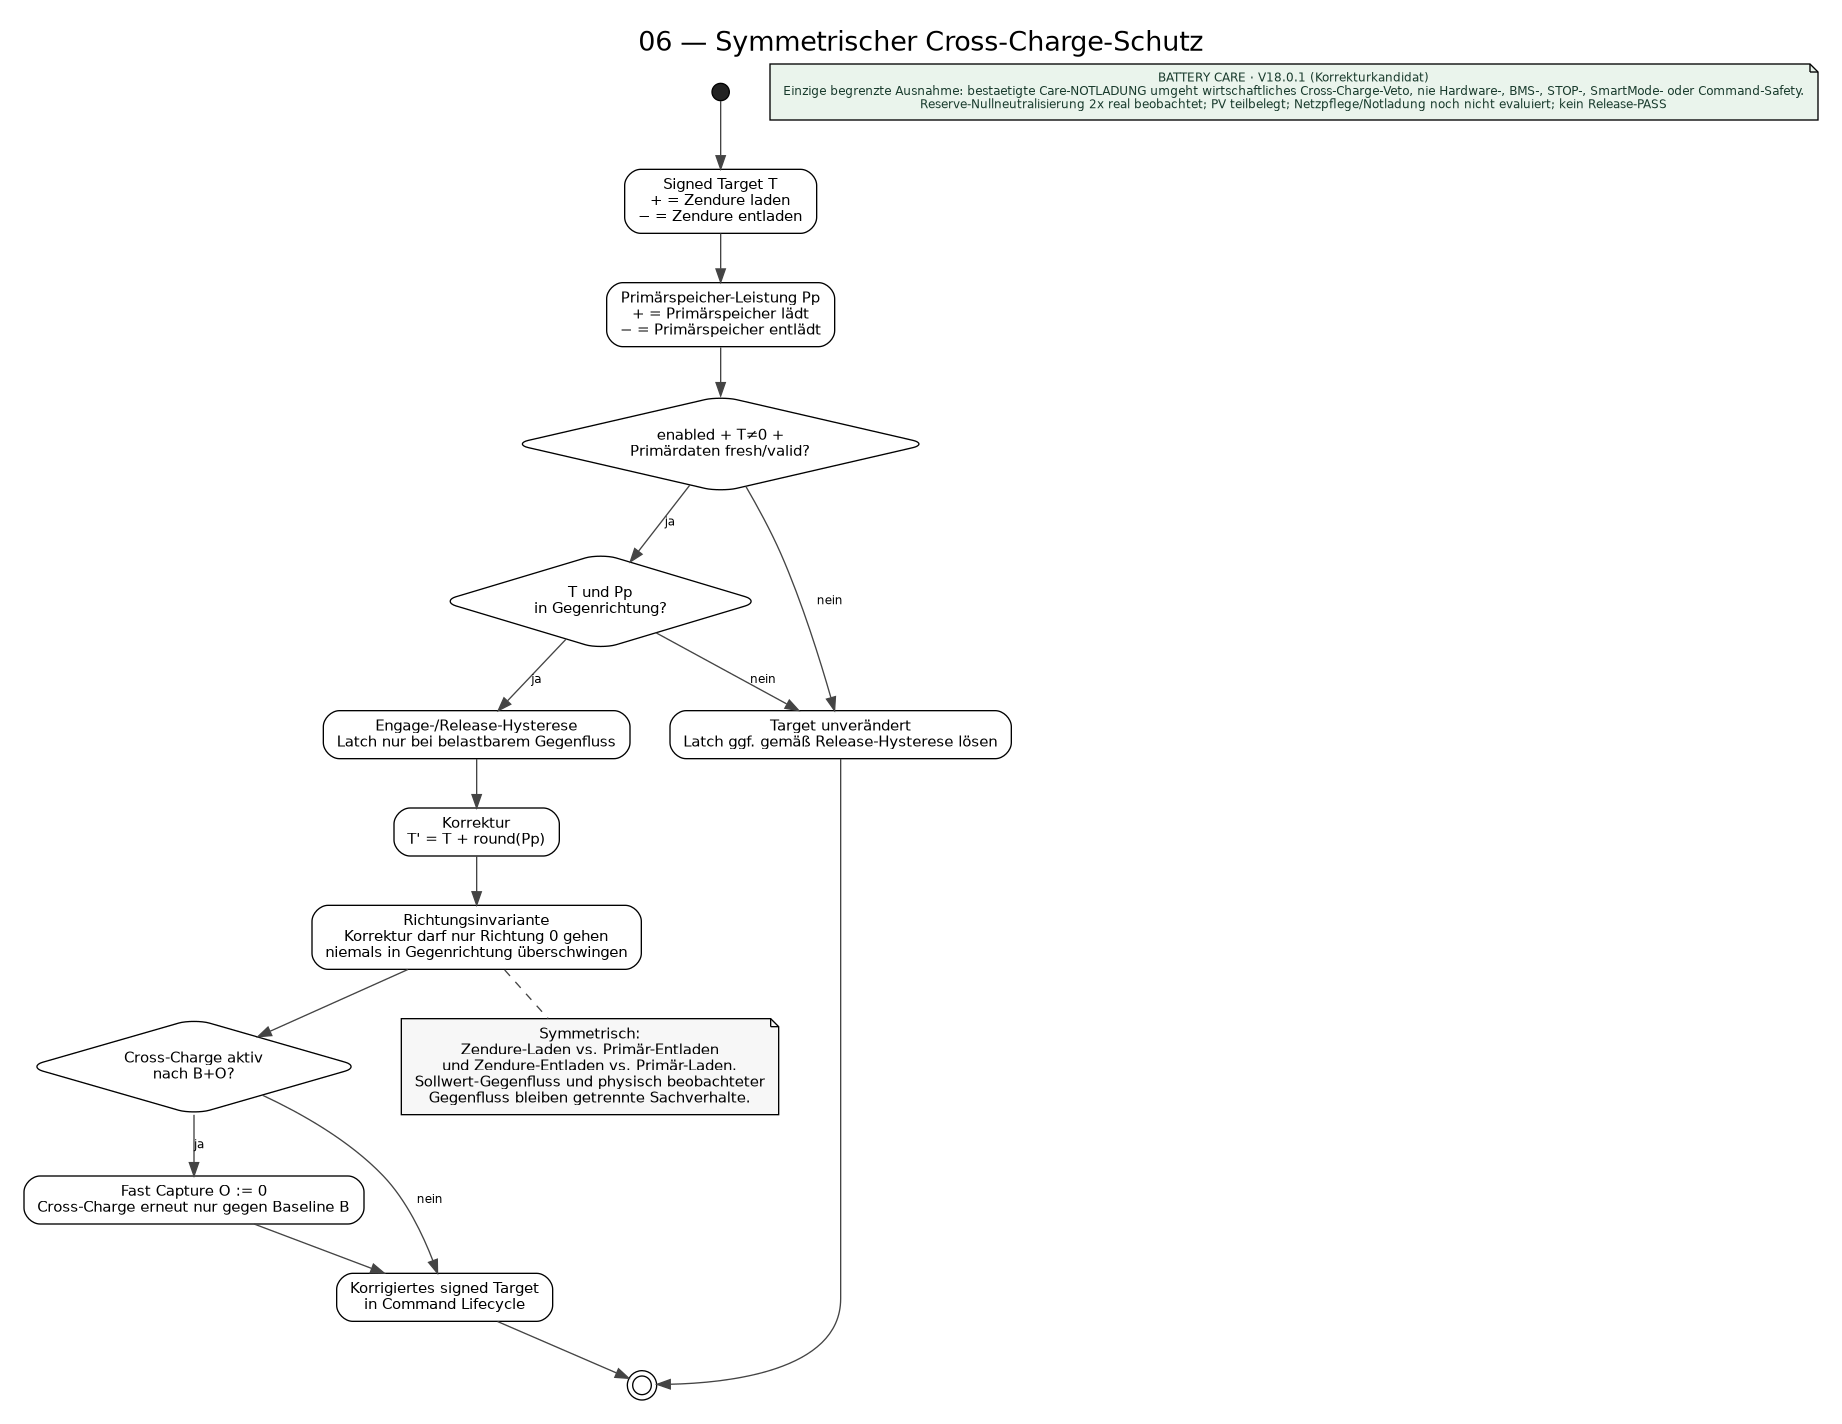 06 — Symmetrischer Cross-Charge-Schutz
BATTERY CARE · V18.0.1 (Korrekturkandidat)
Einzige begrenzte Ausnahme: bestaetigte Care-NOTLADUNG umgeht wirtschaftliches Cross-Charge-Veto, nie Hardware-, BMS-, STOP-, SmartMode- oder Command-Safety.
Reserve-Nullneutralisierung 2x real beobachtet; PV teilbelegt; Netzpflege/Notladung noch nicht evaluiert; kein Release-PASS
Signed Target T
+ = Zendure laden
− = Zendure entladen
Primärspeicher-Leistung Pp
+ = Primärspeicher lädt
− = Primärspeicher entlädt
enabled + T≠0 +
Primärdaten fresh/valid?
ja
nein
T und Pp
in Gegenrichtung?
ja
nein
Engage-/Release-Hysterese
Latch nur bei belastbarem Gegenfluss
Target unverändert
Latch ggf. gemäß Release-Hysterese lösen
Korrektur
T' = T + round(Pp)
Richtungsinvariante
Korrektur darf nur Richtung 0 gehen
niemals in Gegenrichtung überschwingen
Cross-Charge aktiv
nach B+O?
Symmetrisch:
Zendure-Laden vs. Primär-Entladen
und Zendure-Entladen vs. Primär-Laden.
Sollwert-Gegenfluss und physisch beobachteter
Gegenfluss bleiben getrennte Sachverhalte.
ja
nein
Fast Capture O := 0
Cross-Charge erneut nur gegen Baseline B
Korrigiertes signed Target
in Command Lifecycle